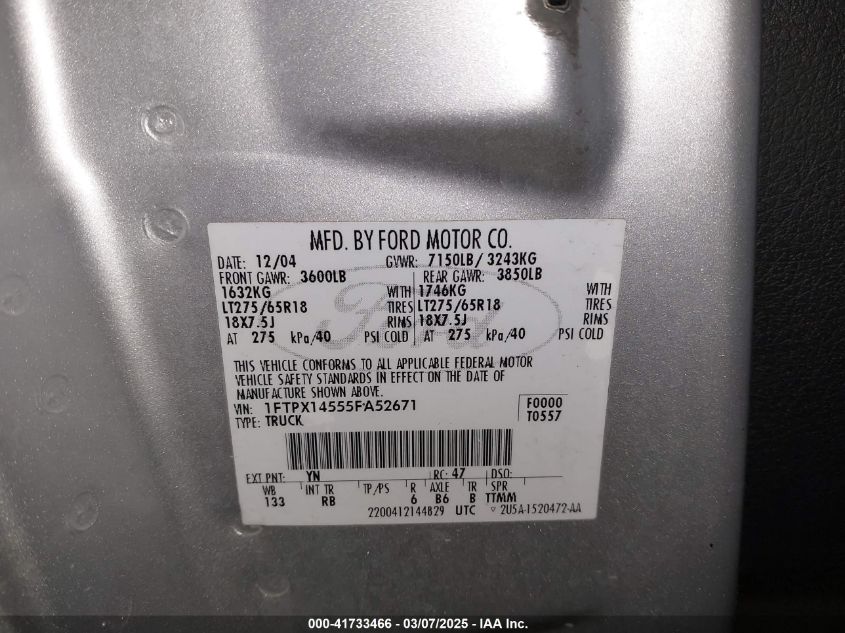 MFD. BY FORD MOTOR CO.
DATE: 12/04 GVWR: 7150LB/ 3243KG
FRONT GAWR: 3600LB REAR GAWR: 3850LB
1632KG WITH 1746KG WITH
LT275/65R18 TIRES LT275/65R18 TIRES
18X7.5J RIMS 18X7.5J RIMS
AT 275 kPa/40 PSI COLD AT 275 kPa/40 PSI COLD
Ford
THIS VEHICLE CONFORMS TO ALL APPLICABLE FEDERAL MOTOR
VEHICLE SAFETY STANDARDS IN EFFECT ON THE DATE OF
MANUFACTURE SHOWN ABOVE.
VIN: 1FTPX14555FA52671 F0000
TYPE: TRUCK T0557
EXT PNT: YN RC: 47 DSO:
WB INT TR TP/PS R AXLE TR SPR
133 RB 6 B6 B TTMM
2200412144829 UTC 2U5A-1520472-AA
000-41733466 - 03/07/2025 - IAA Inc.